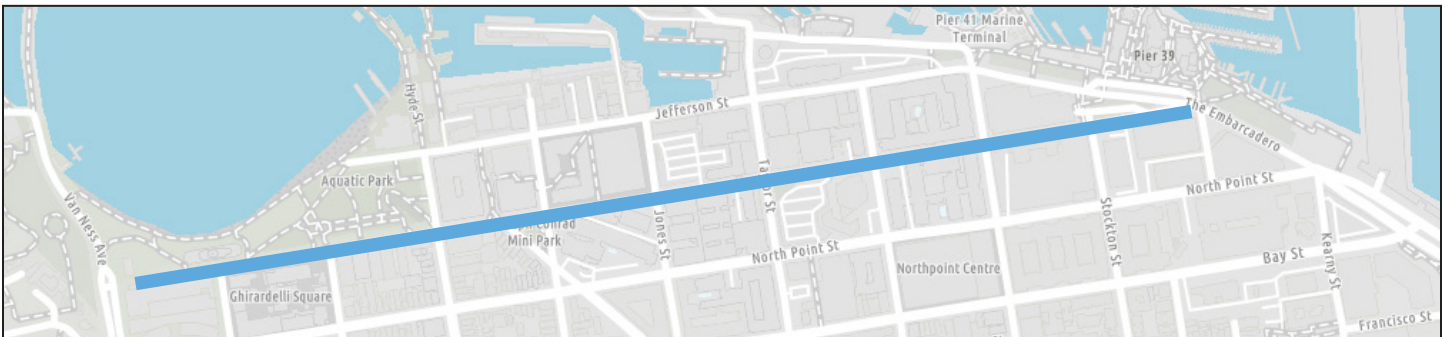 Pier 41 Marine
Terminal
Pier 39
Hyde St
Jefferson St
The Embarcadero
Aquatic Park
Van Ness Ave
Taylor St
North Point St
Stockton St
Jones St
Conrad
Mini Park
North Point St
Kearny St
Bay St
Northpoint Centre
Ghirardelli Square
Francisco St